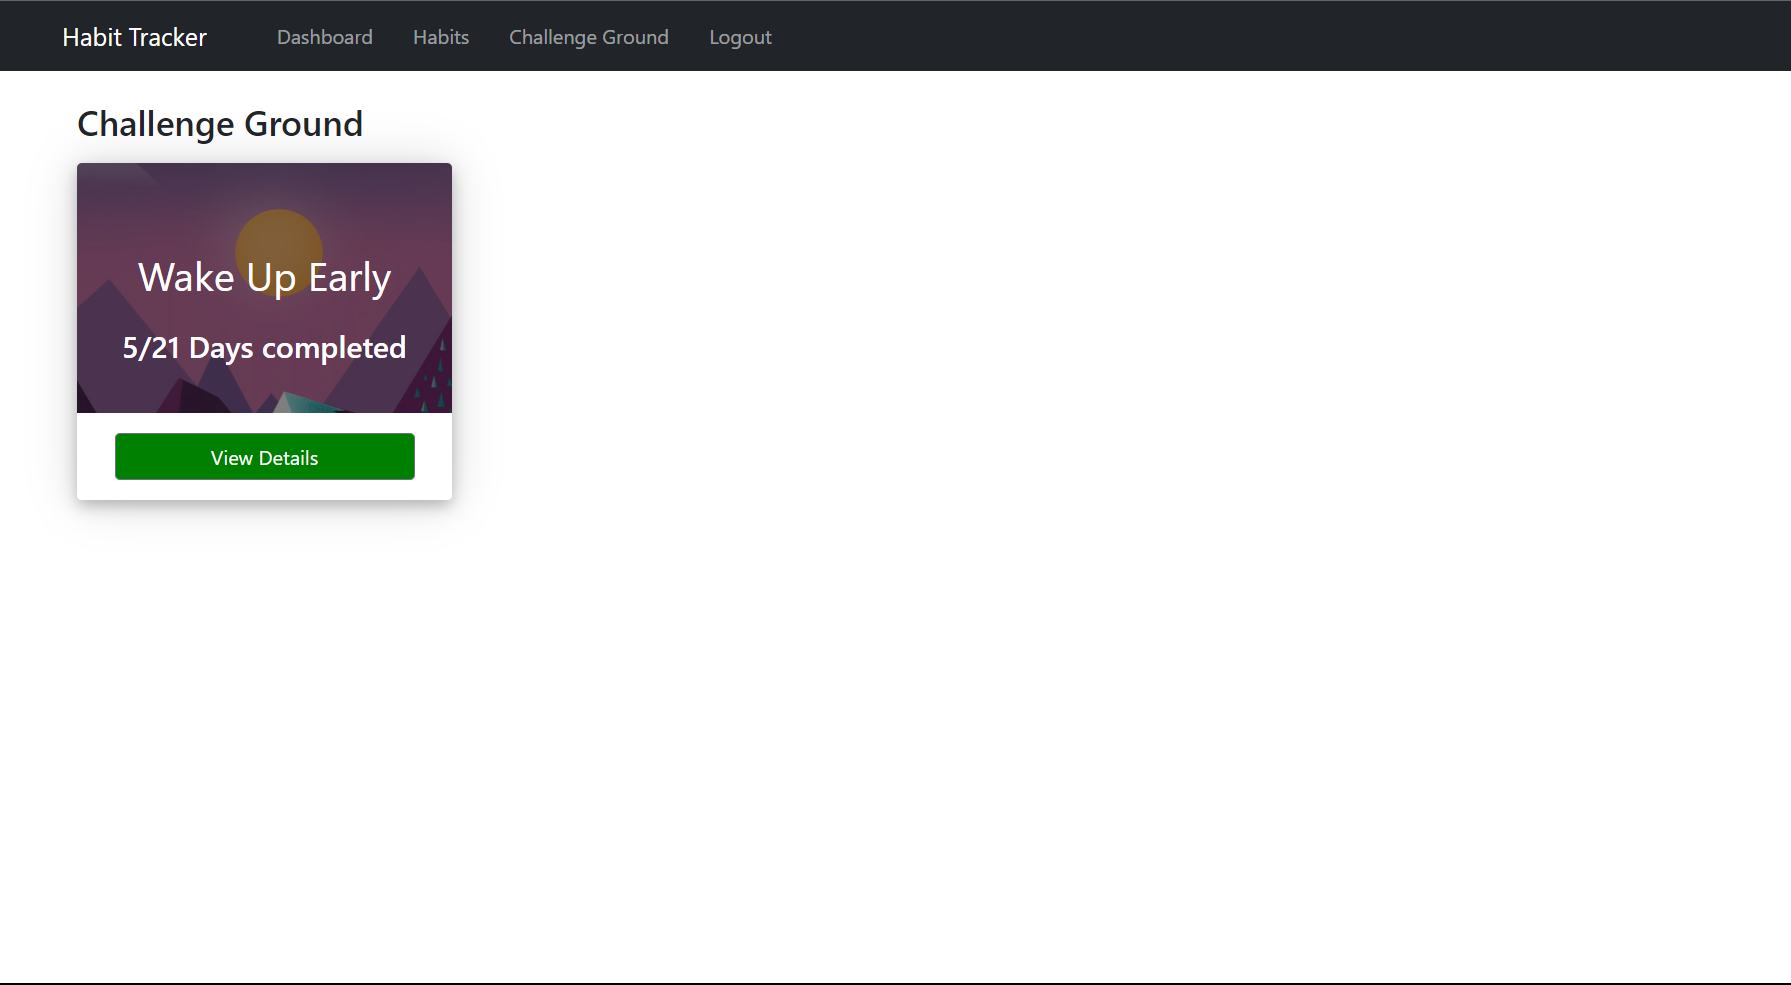 Habit Tracker Dashboard Habits Challenge Ground Logout
Challenge Ground
Wake Up Early
5/21 Days completed
View Details